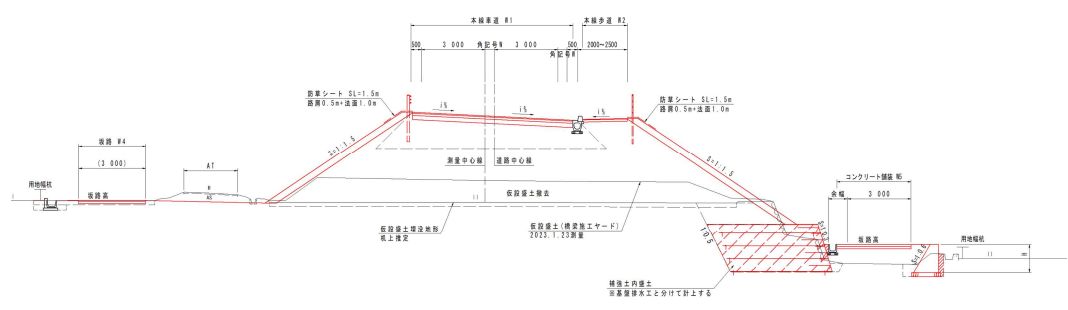 本線車道 W1
本線歩道 W2
500
3 000
角記号W
3 000
500
2000~2500
角記号W
防草シート SL=1.5m
路肩0.5m+法面1.0m
i%
i%
i%
防草シート SL=1.5m
路肩0.5m+法面1.0m
坂路 W4
(3 000)
AT
S=1:1.5
測量中心線
道路中心線
S=1:1.5
コンクリート舗装 W5
余幅
3 000
用地幅杭
坂路高
仮設盛土撤去
仮設盛土埋没地形
机上推定
仮設盛土(橋梁施工ヤード)
2023.1.23測量
坂路高
用地幅杭
補強土内盛土
※基盤排水工と分けて計上する